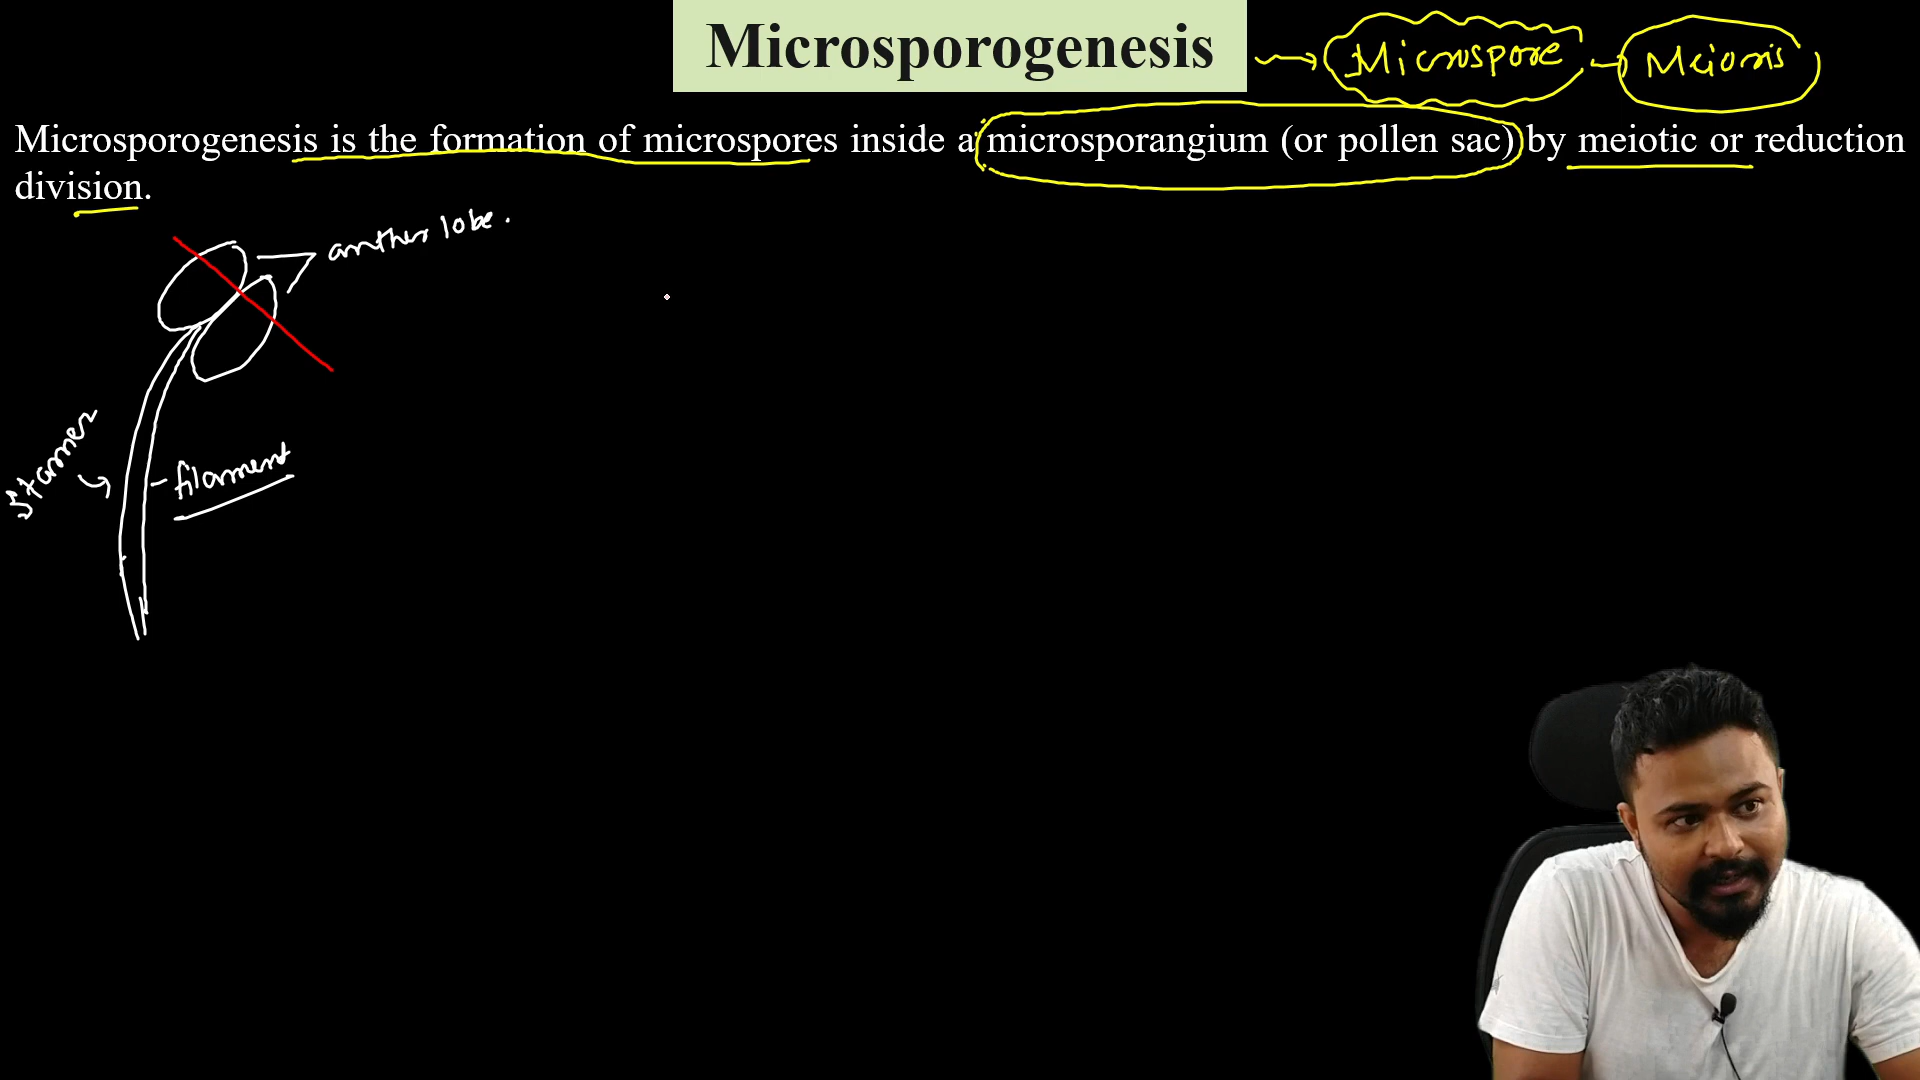 Microsporogenesis → Microspore → Meiosis
Microsporogenesis is the formation of microspores inside a microsporangium (or pollen sac) by meiotic or reduction
division.
anther lobe.
Stamen
filament